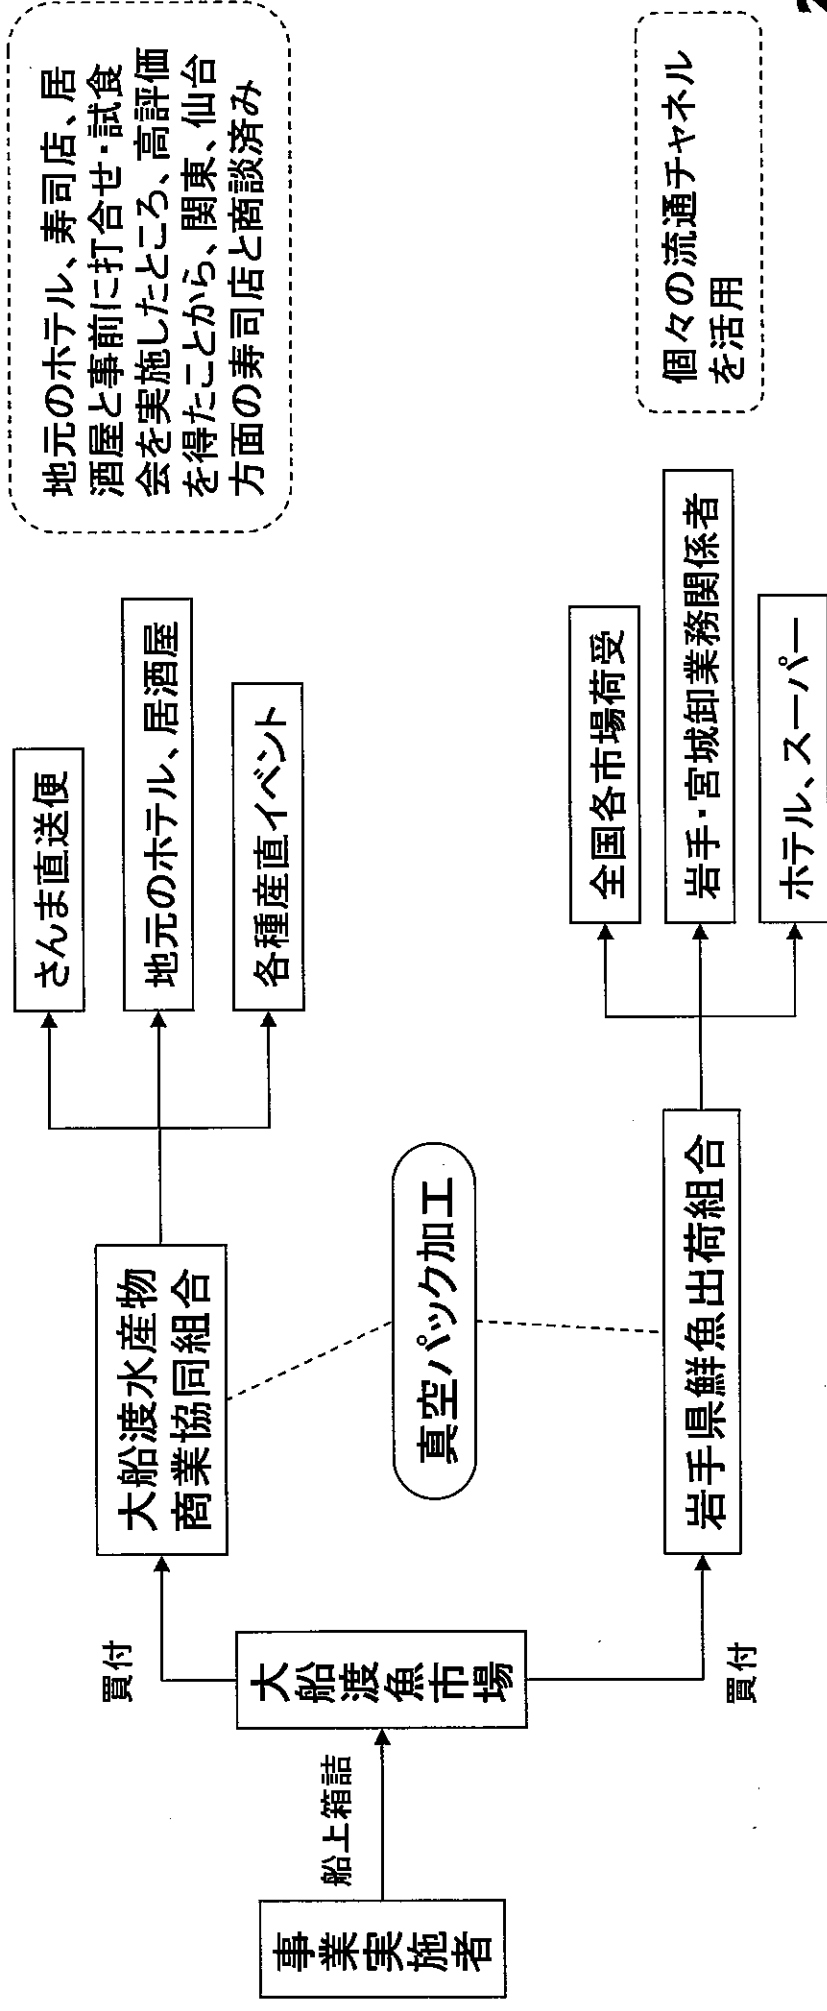 事業実施者
船上箱詰
大船渡魚市場
買付
買付
大船渡水産物
商業協同組合
真空パック加工
岩手県鮮魚出荷組合
さんま直送便
地元のホテル、居酒屋
各種産直イベント
全国各市場荷受
岩手・宮城卸業務関係者
ホテル、スーパー
地元のホテル、寿司店、居
酒屋と事前に打合せ・試食
会を実施したところ、高評価
を得たことから、関東、仙台
方面の寿司店と商談済み
個々の流通チャネル
を活用